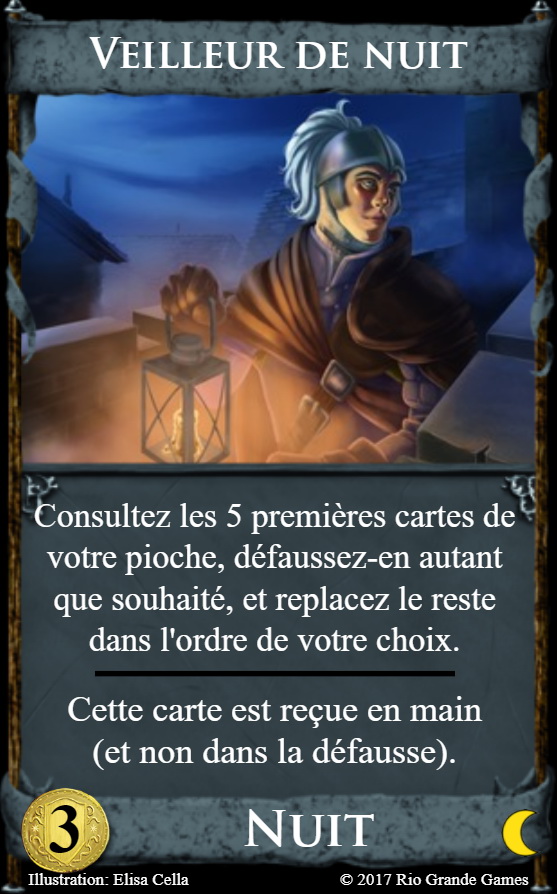 Veilleur de nuit
Consultez les 5 premières cartes de
votre pioche, défaussez-en autant
que souhaité, et replacez le reste
dans l'ordre de votre choix.
Cette carte est reçue en main
(et non dans la défausse).
3
Nuit
Illustration: Elisa Cella
© 2017 Rio Grande Games